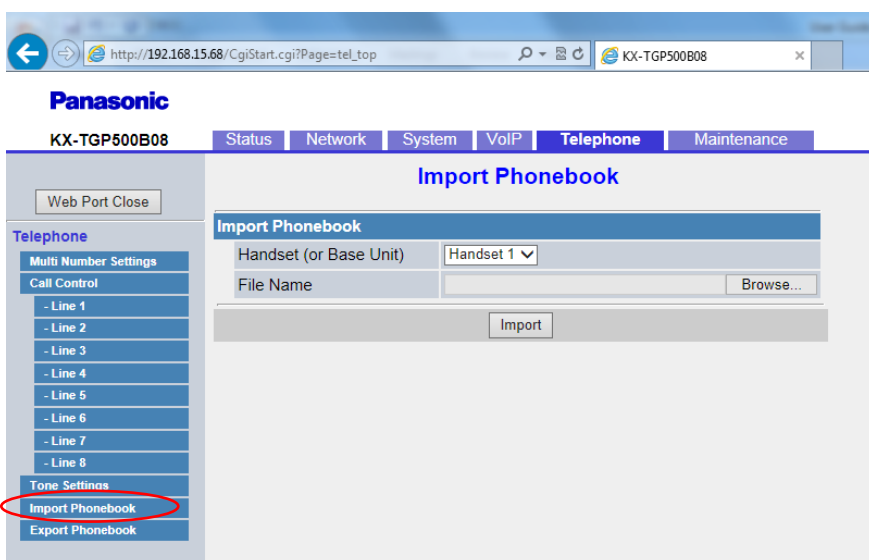 http://192.168.15.68/CgiStart.cgi?Page=tel_top
KX-TGP500B08
Panasonic
KX-TGP500B08
Status Network System VoIP Telephone Maintenance
Web Port Close
Telephone
Multi Number Settings
Call Control
- Line 1
- Line 2
- Line 3
- Line 4
- Line 5
- Line 6
- Line 7
- Line 8
Tone Settings
Import Phonebook
Export Phonebook
Import Phonebook
Import Phonebook
Handset (or Base Unit) Handset 1
File Name Browse...
Import